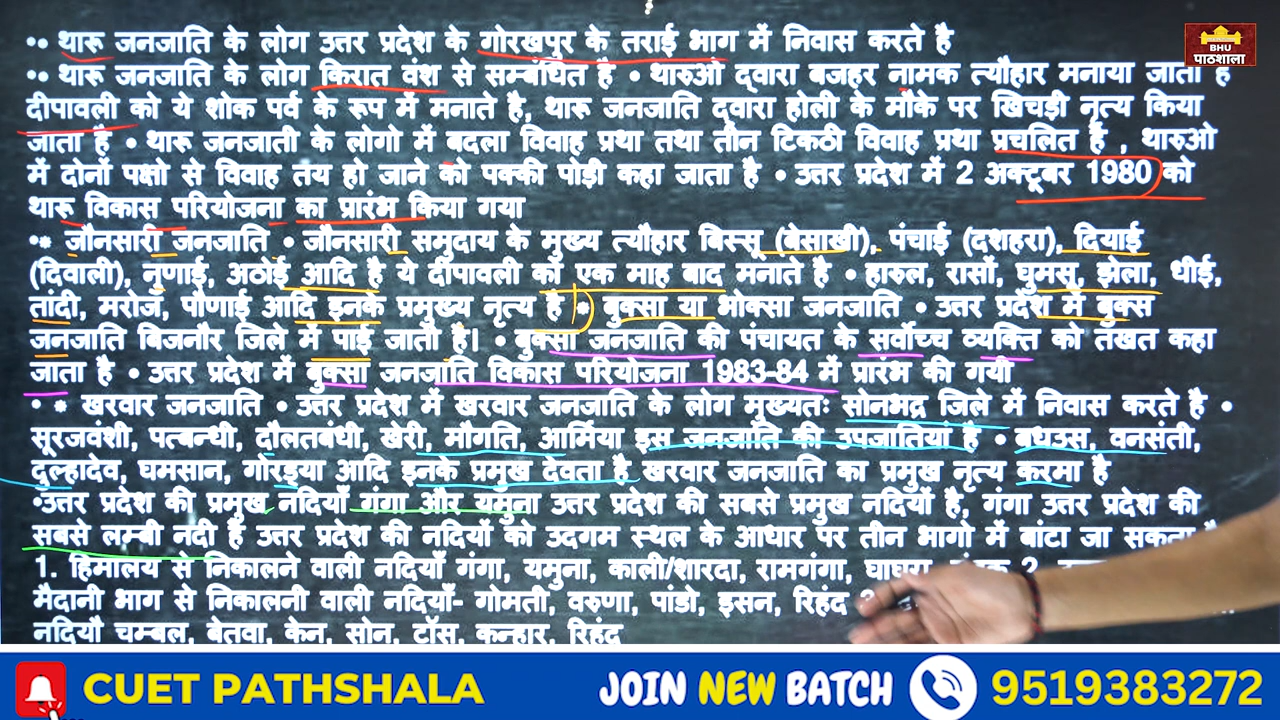 BHU
पाठशाला
•• थारू जनजाति के लोग उत्तर प्रदेश के गोरखपुर के तराई भाग में निवास करते है
•• थारू जनजाति के लोग किरात वंश से सम्बंधित है • थारुओ द्वारा बजहर नामक त्यौहार मनाया जाता है
दीपावली को ये शोक पर्व के रूप में मनाते है, थारू जनजाति द्वारा होली के मौके पर खिचड़ी नृत्य किया
जाता है • थारू जनजाती के लोगो में बदला विवाह प्रथा तथा तीन टिकठी विवाह प्रथा प्रचलित है , थारुओ
में दोनों पक्षो से विवाह तय हो जाने को पक्की पोड़ी कहा जाता है • उत्तर प्रदेश में 2 अक्टूबर 1980 को
थारू विकास परियोजना का प्रारंभ किया गया
•* जौनसारी जनजाति • जौनसारी समुदाय के मुख्य त्यौहार बिस्सू (बेसाखी), पंचाई (दशहरा), दियाई
(दिवाली), नुणाई, अठोई आदि है ये दीपावली को एक माह बाद मनाते है • हारुल, रासों, घुमसू, झेला, धीई,
तांदी, मरोज, पौणाई आदि इनके प्रमुख्य नृत्य है * बुक्सा या भोक्सा जनजाति • उत्तर प्रदेश में बुक्स
जनजाति बिजनौर जिले में पाई जाती है। • बुक्सा जनजाति की पंचायत के सर्वोच्च व्यक्ति को तखत कहा
जाता है • उत्तर प्रदेश में बुक्सा जनजाति विकास परियोजना 1983-84 में प्रारंभ की गयी
• * खरवार जनजाति • उत्तर प्रदेश में खरवार जनजाति के लोग मुख्यतः सोनभद्र जिले में निवास करते है •
सूरजवंशी, पत्बन्धी, दौलतबंधी, खेरी, मौगति, आर्मिया इस जनजाति की उपजातियां है • बधउस, वनसंती,
दुल्हादेव, घमसान, गोरइया आदि इनके प्रमुख देवता है खरवार जनजाति का प्रमुख नृत्य करमा है
•उत्तर प्रदेश की प्रमुख नदियाँ गंगा और यमुना उत्तर प्रदेश की सबसे प्रमुख नदियों है, गंगा उत्तर प्रदेश की
सबसे लम्बी नदी है उत्तर प्रदेश की नदियों को उदगम स्थल के आधार पर तीन भागो में बांटा जा सकता है
1. हिमालय से निकालने वाली नदियाँ गंगा, यमुना, काली/शारदा, रामगंगा, घाघरा, 2.
मैदानी भाग से निकालनी वाली नदियाँ- गोमती, वरुणा, पांडो, इसन, रिहंद
नदियौ चम्बल, बेतवा, केन, सोन, टोंस, कन्हार, रिहंद
CUET PATHSHALA JOIN NEW BATCH 9519383272